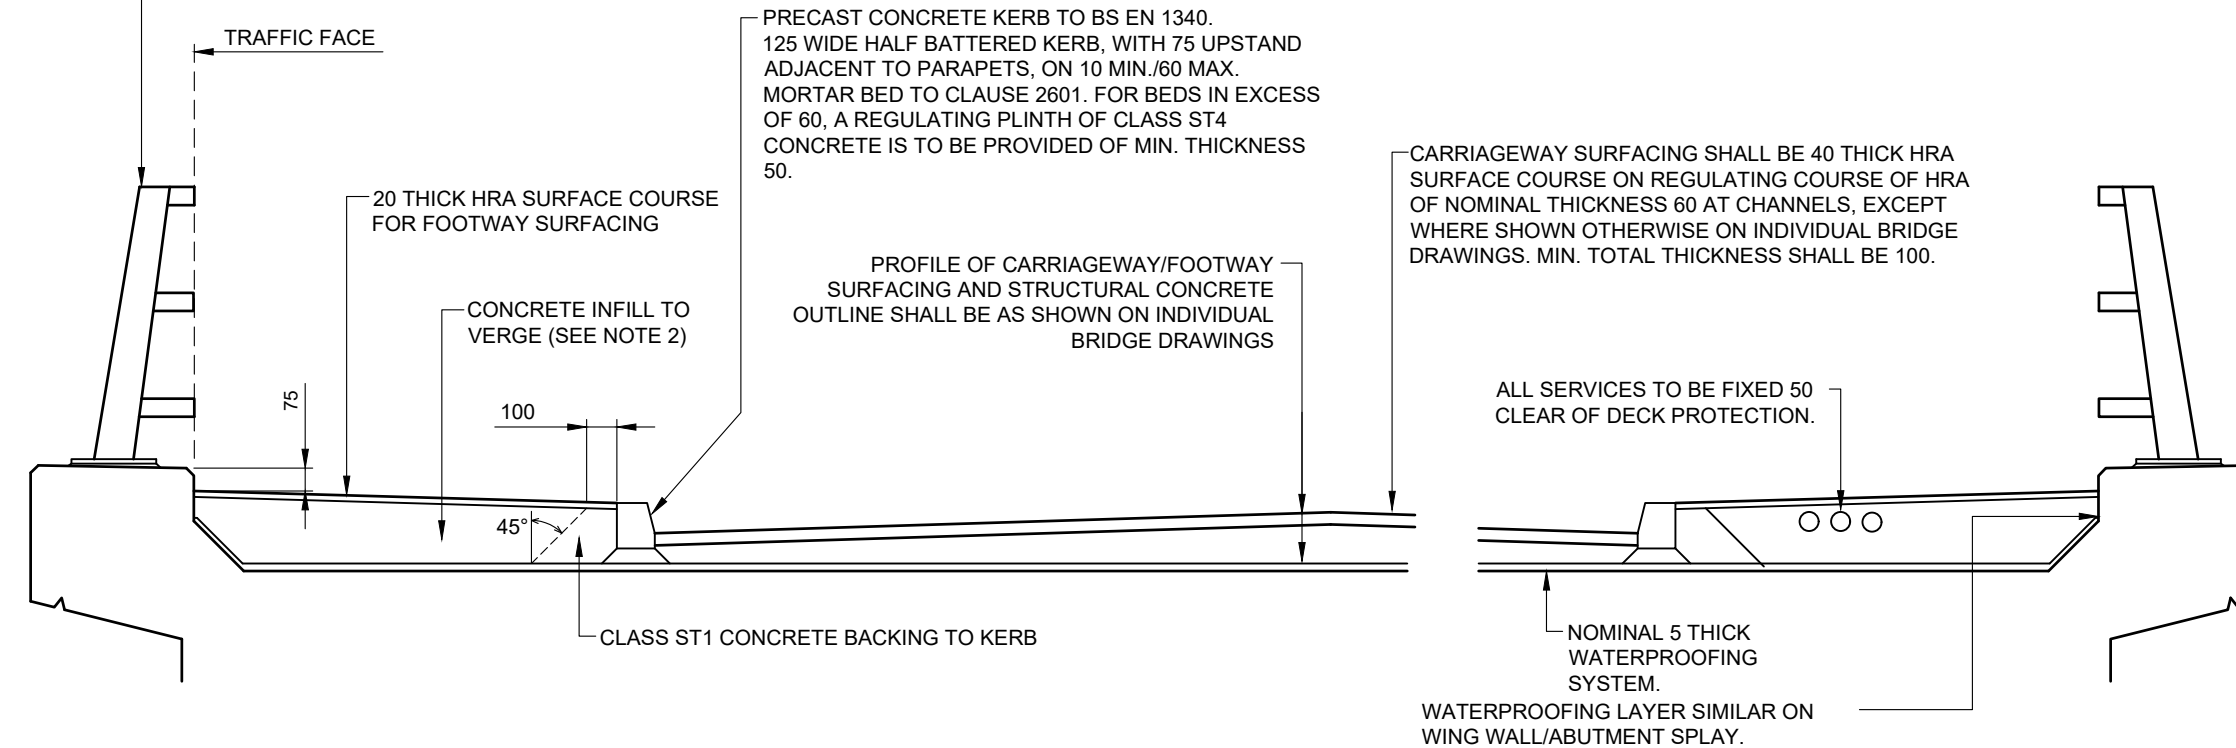 TRAFFIC FACE
PRECAST CONCRETE KERB TO BS EN 1340.
125 WIDE HALF BATTERED KERB, WITH 75 UPSTAND
ADJACENT TO PARAPETS, ON 10 MIN./60 MAX.
MORTAR BED TO CLAUSE 2601. FOR BEDS IN EXCESS
OF 60, A REGULATING PLINTH OF CLASS ST4
CONCRETE IS TO BE PROVIDED OF MIN. THICKNESS
50.
CARRIAGEWAY SURFACING SHALL BE 40 THICK HRA
SURFACE COURSE ON REGULATING COURSE OF HRA
OF NOMINAL THICKNESS 60 AT CHANNELS, EXCEPT
WHERE SHOWN OTHERWISE ON INDIVIDUAL BRIDGE
DRAWINGS. MIN. TOTAL THICKNESS SHALL BE 100.
20 THICK HRA SURFACE COURSE
FOR FOOTWAY SURFACING
PROFILE OF CARRIAGEWAY/FOOTWAY
SURFACING AND STRUCTURAL CONCRETE
OUTLINE SHALL BE AS SHOWN ON INDIVIDUAL
BRIDGE DRAWINGS
CONCRETE INFILL TO
VERGE (SEE NOTE 2)
ALL SERVICES TO BE FIXED 50
CLEAR OF DECK PROTECTION.
75
100
45°
CLASS ST1 CONCRETE BACKING TO KERB
NOMINAL 5 THICK
WATERPROOFING
SYSTEM.
WATERPROOFING LAYER SIMILAR ON
WING WALL/ABUTMENT SPLAY.